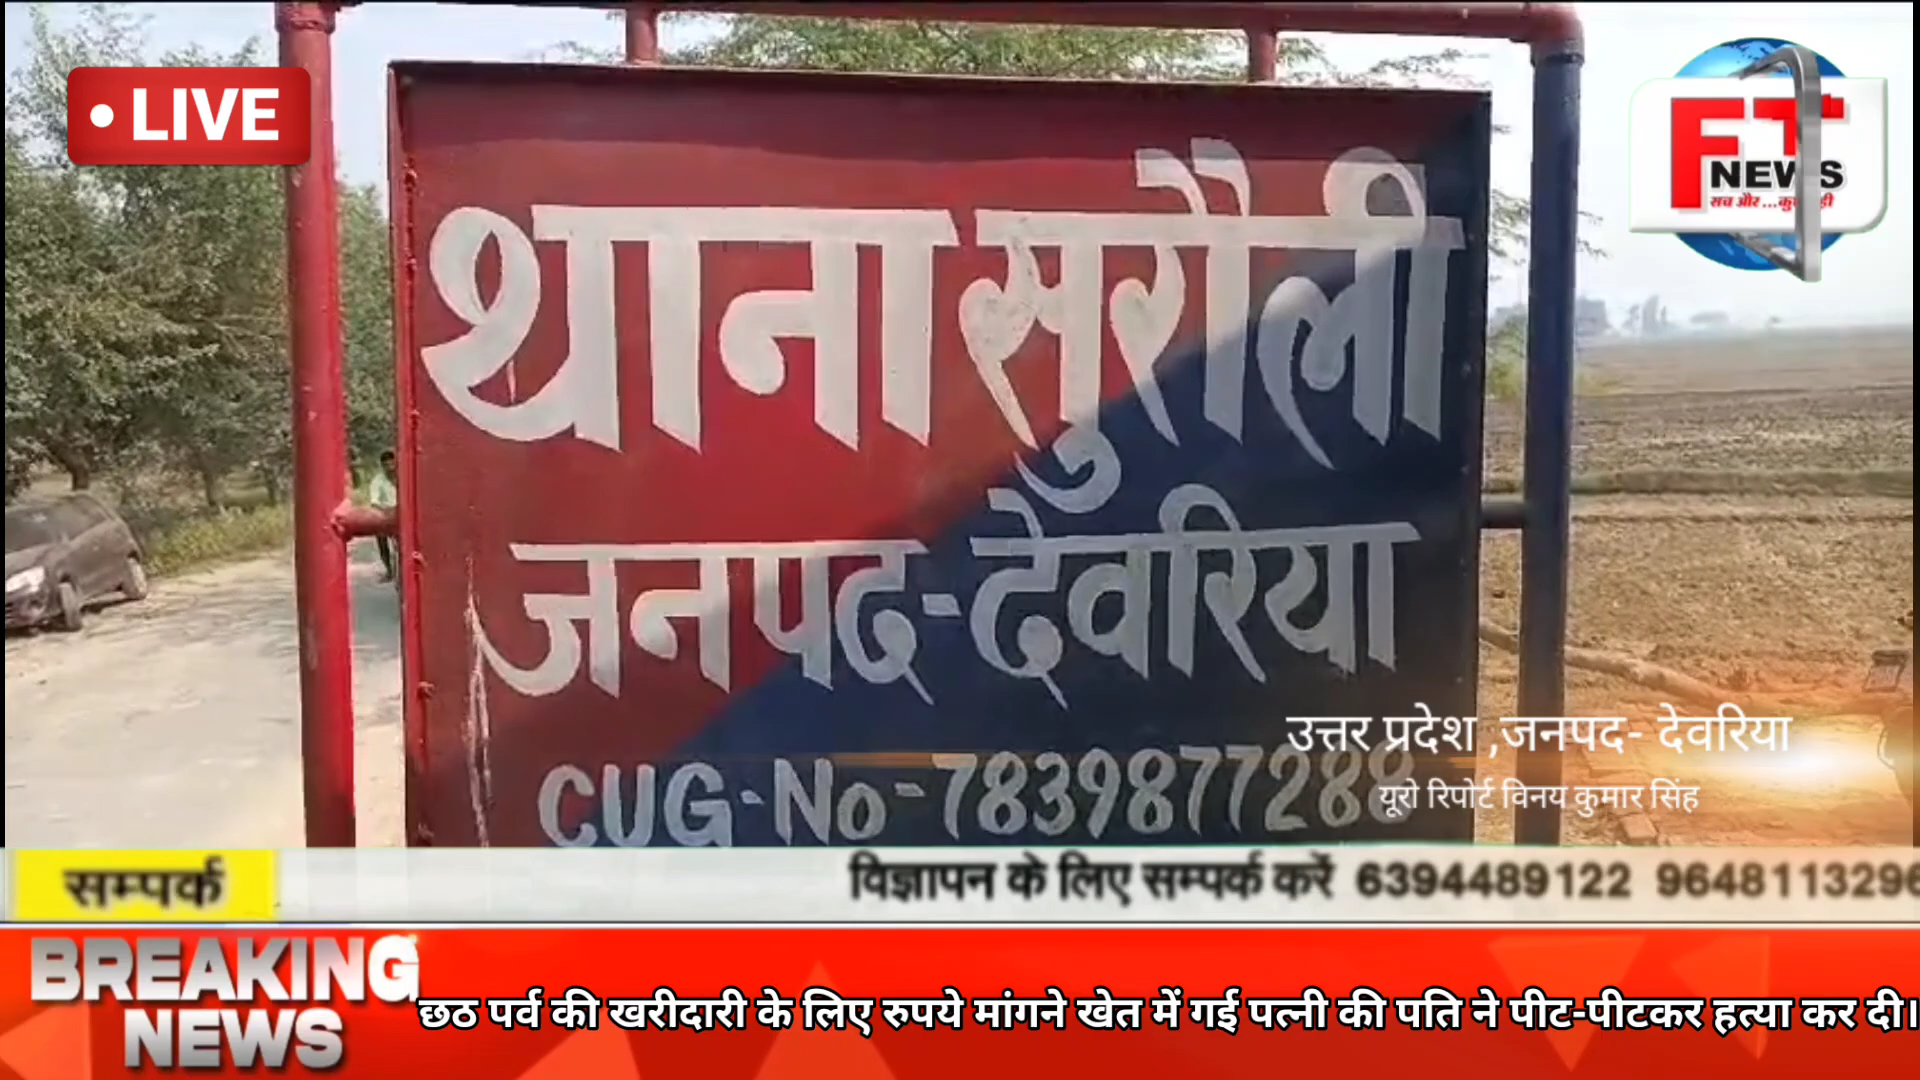 LIVE
FT
NEWS
थाना सुरौली
जनपद-देवरिया
CUG-No-7839877288
उत्तर प्रदेश ,जनपद- देवरिया
यूरो रिपोर्ट विनय कुमार सिंह
सम्पर्क
विज्ञापन के लिए सम्पर्क करें 6394489122 9648113296
BREAKING
NEWS
छठ पर्व की खरीदारी के लिए रुपये मांगने खेत में गई पत्नी की पति ने पीट-पीटकर हत्या कर दी।